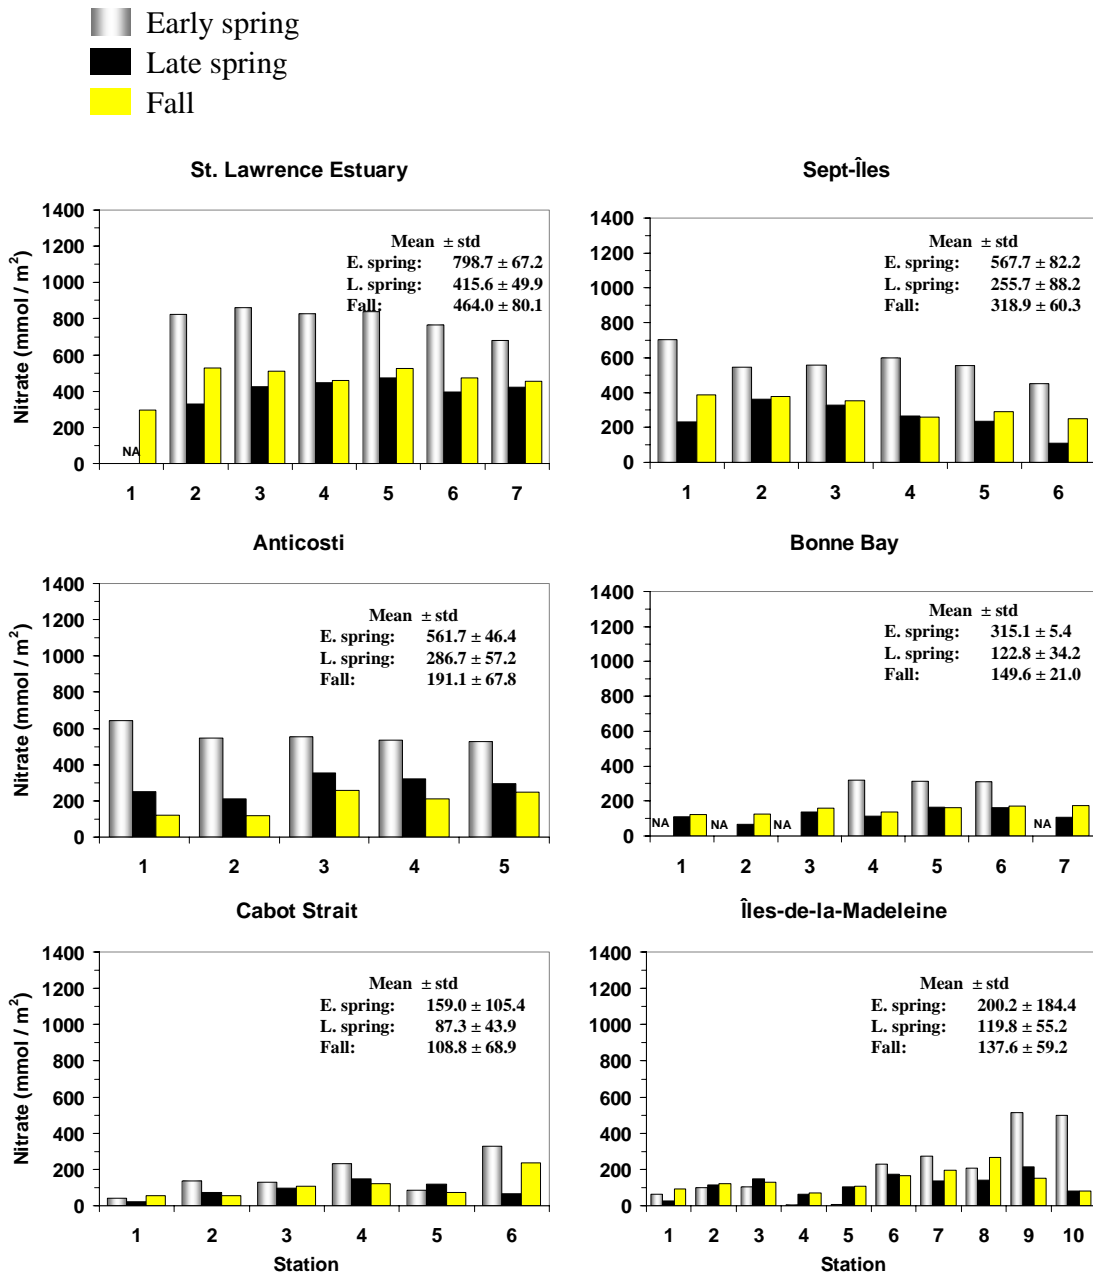 Early spring
Late spring
Fall
St. Lawrence Estuary
Nitrate (mmol / m²)
1400
1200
1000
800
600
400
200
0
Mean ± std
E. spring: 798.7 ± 67.2
L. spring: 415.6 ± 49.9
Fall: 464.0 ± 80.1
NA
1 2 3 4 5 6 7
Sept-Îles
1400
1200
1000
800
600
400
200
0
Mean ± std
E. spring: 567.7 ± 82.2
L. spring: 255.7 ± 88.2
Fall: 318.9 ± 60.3
1 2 3 4 5 6
Anticosti
Nitrate (mmol / m²)
1400
1200
1000
800
600
400
200
0
Mean ± std
E. spring: 561.7 ± 46.4
L. spring: 286.7 ± 57.2
Fall: 191.1 ± 67.8
1 2 3 4 5
Bonne Bay
1400
1200
1000
800
600
400
200
0
Mean ± std
E. spring: 315.1 ± 5.4
L. spring: 122.8 ± 34.2
Fall: 149.6 ± 21.0
NA NA NA NA
1 2 3 4 5 6 7
Cabot Strait
Nitrate (mmol / m²)
1400
1200
1000
800
600
400
200
0
Mean ± std
E. spring: 159.0 ± 105.4
L. spring: 87.3 ± 43.9
Fall: 108.8 ± 68.9
1 2 3 4 5 6
Station
Îles-de-la-Madeleine
1400
1200
1000
800
600
400
200
0
Mean ± std
E. spring: 200.2 ± 184.4
L. spring: 119.8 ± 55.2
Fall: 137.6 ± 59.2
1 2 3 4 5 6 7 8 9 10
Station